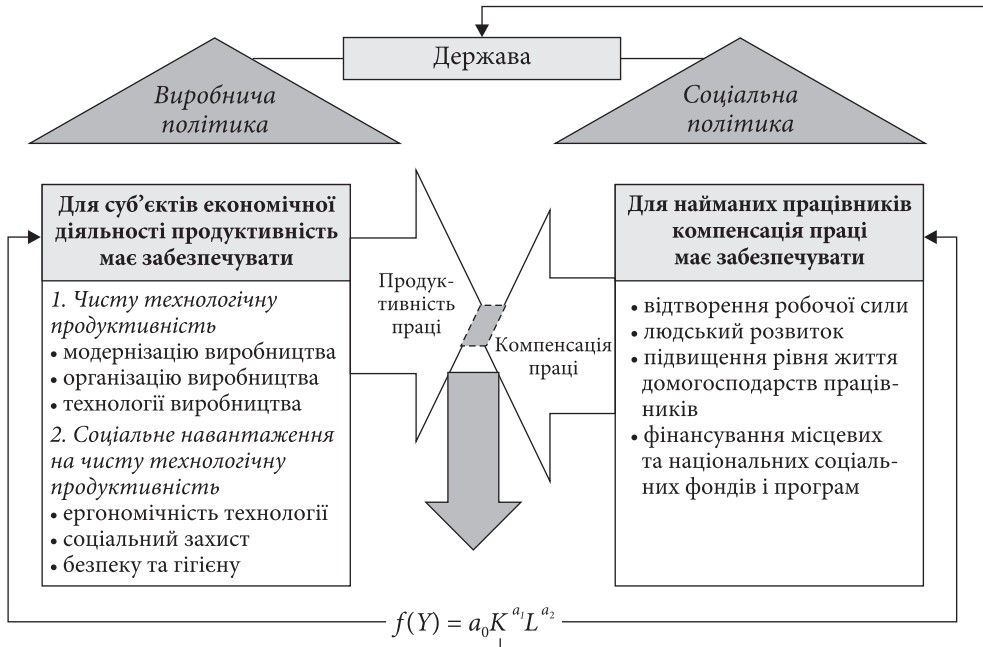 Держава
Виробнича
політика
Соціальна
політика
Для суб’єктів економічної
діяльності продуктивність
має забезпечувати
1. Чисту технологічну
продуктивність
• модернізацію виробництва
• організацію виробництва
• технології виробництва
2. Соціальне навантаження
на чисту технологічну
продуктивність
• ергономічність технології
• соціальний захист
• безпеку та гігієну
Продук-
тивність
праці
Компенсація
праці
Для найманих працівників
компенсація праці
має забезпечувати
• відтворення робочої сили
• людський розвиток
• підвищення рівня життя
домогосподарств праців-
ників
• фінансування місцевих
та національних соціаль-
них фондів і програм
f(Y) = a₀K^{a₁}L^{a₂}